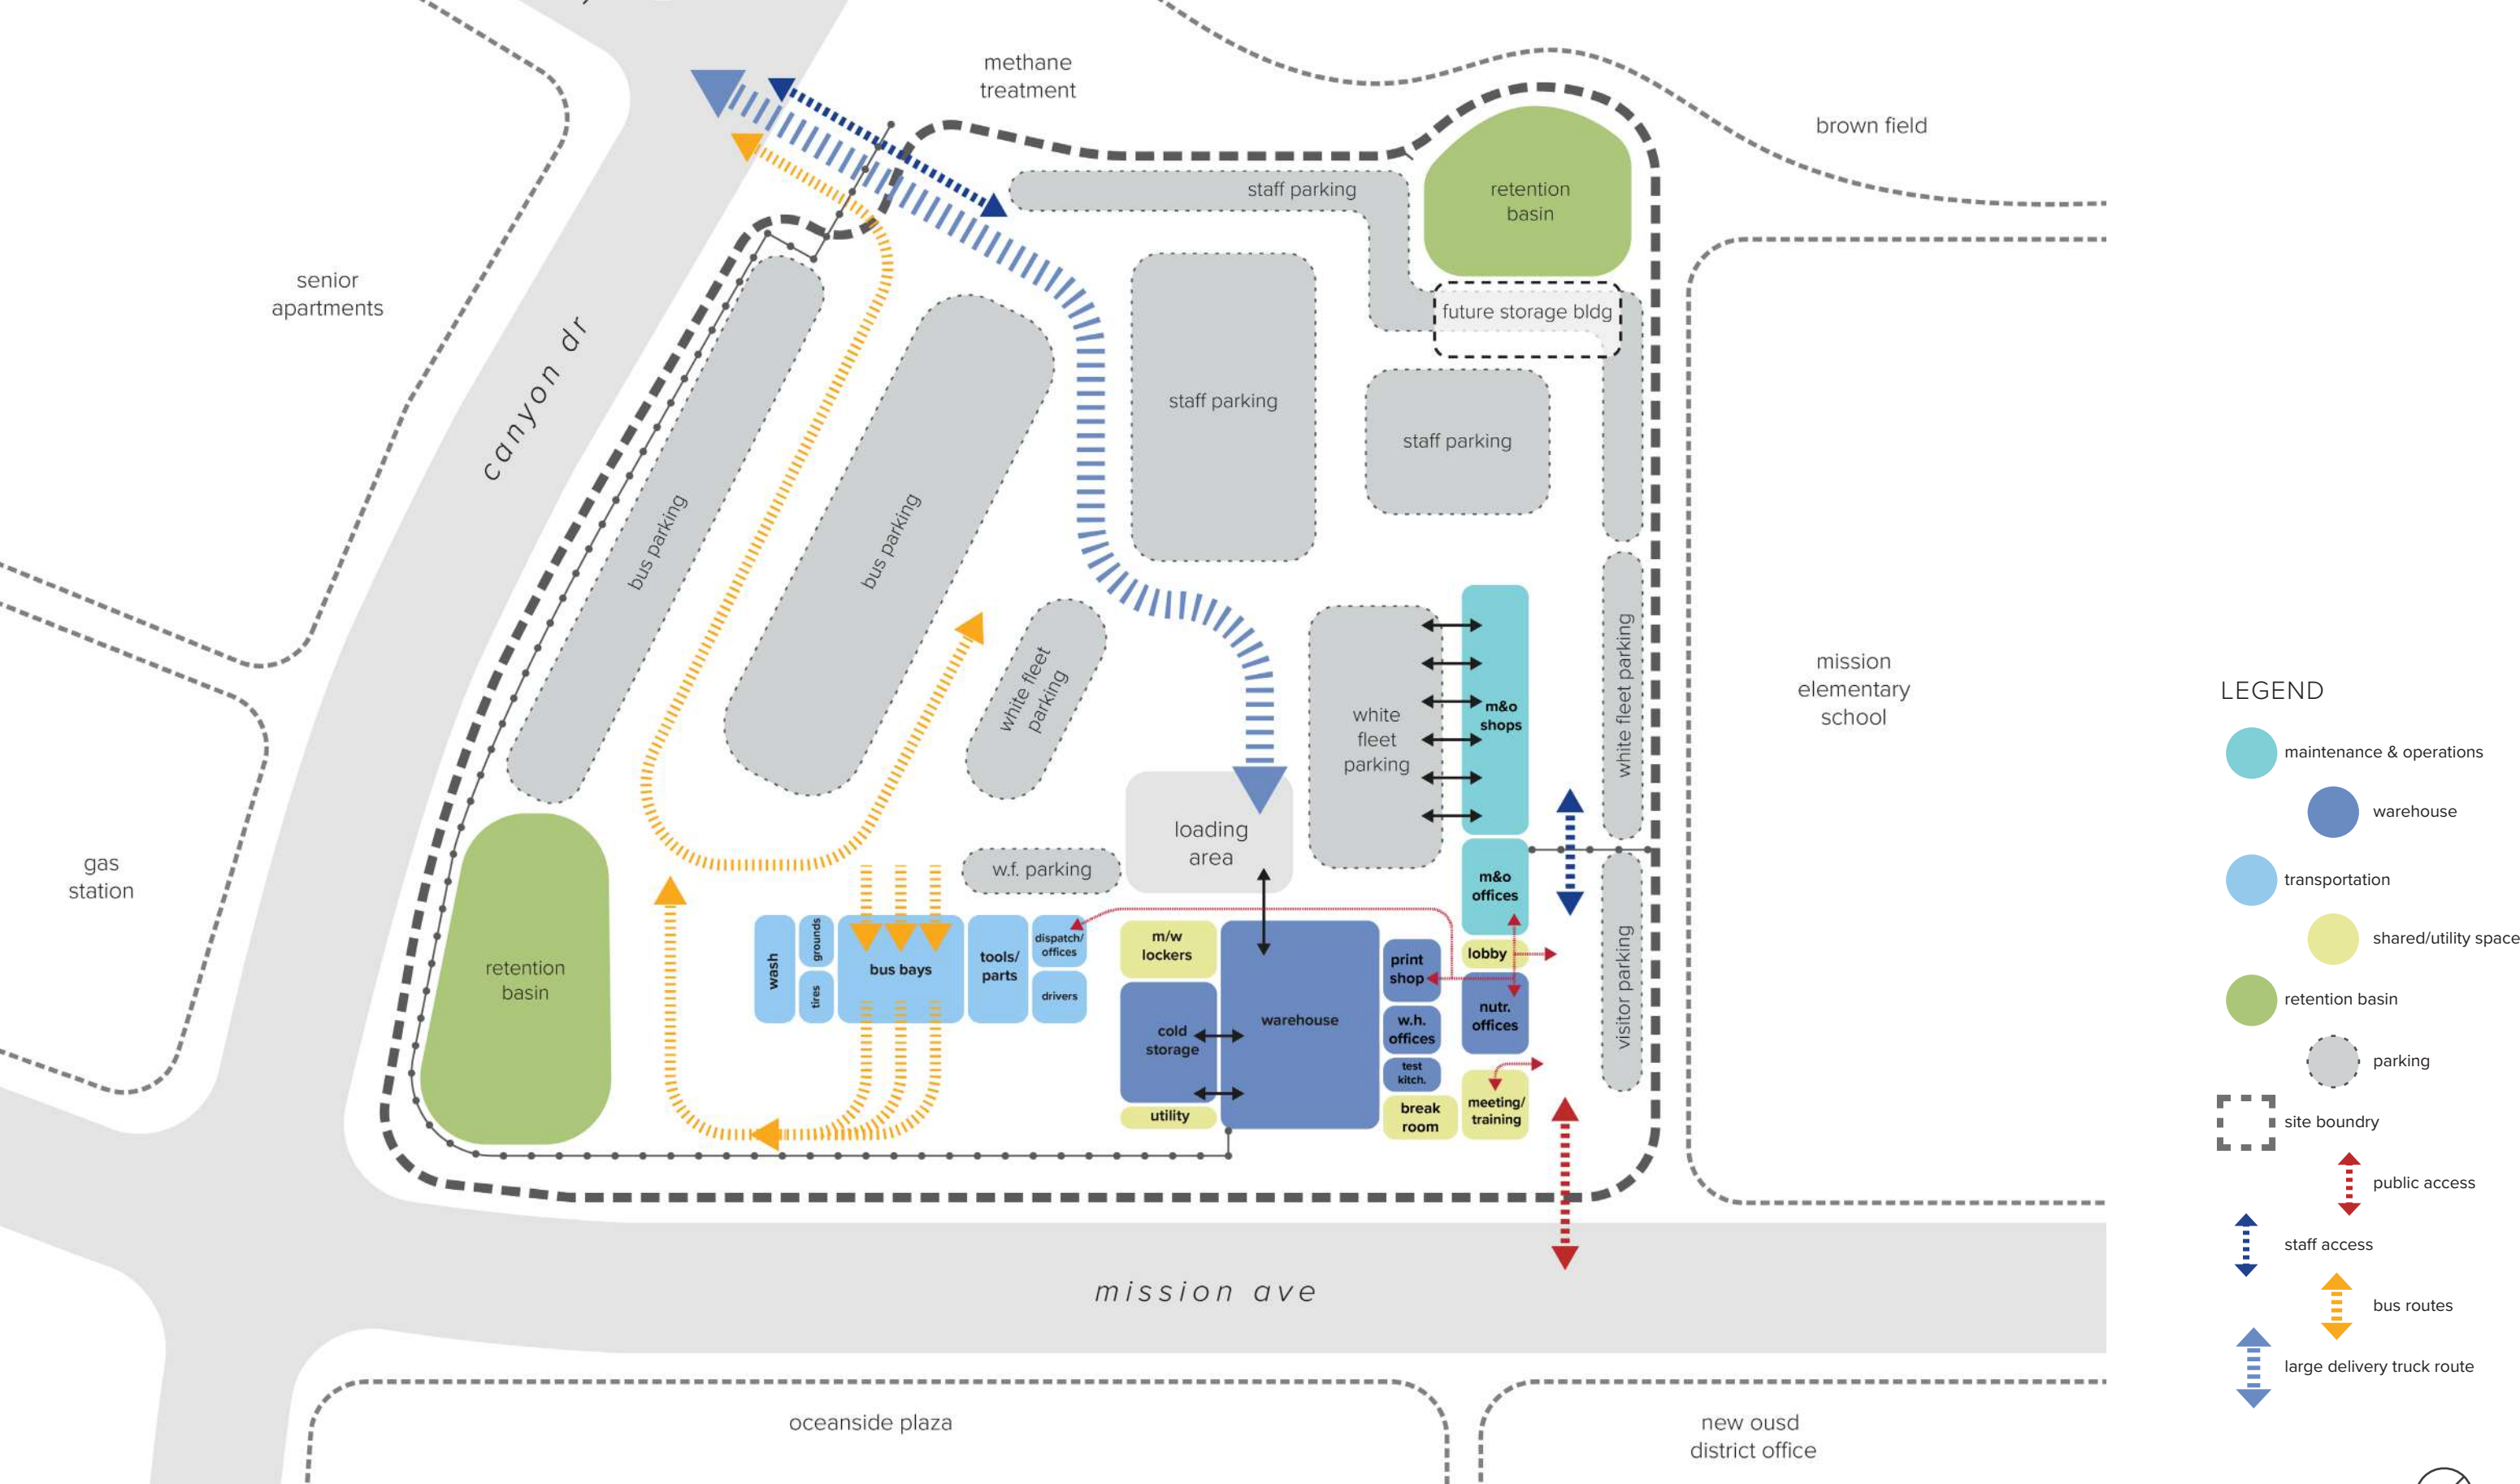 methane
treatment
brown field
staff parking
retention
basin
senior
apartments
future storage bldg
canyon dr
staff parking
staff parking
bus parking
bus parking
white fleet
parking
white
fleet
parking
m&o
shops
white fleet parking
mission
elementary
school
gas
station
loading
area
w.f. parking
m&o
offices
retention
basin
wash
grounds
tires
bus bays
tools/
parts
dispatch/
offices
drivers
m/w
lockers
cold
storage
utility
warehouse
print
shop
w.h.
offices
test
kitch.
break
room
lobby
nutr.
offices
meeting/
training
visitor parking
mission ave
oceanside plaza
new ousd
district office
LEGEND
maintenance & operations
warehouse
transportation
shared/utility space
retention basin
parking
site boundry
public access
staff access
bus routes
large delivery truck route